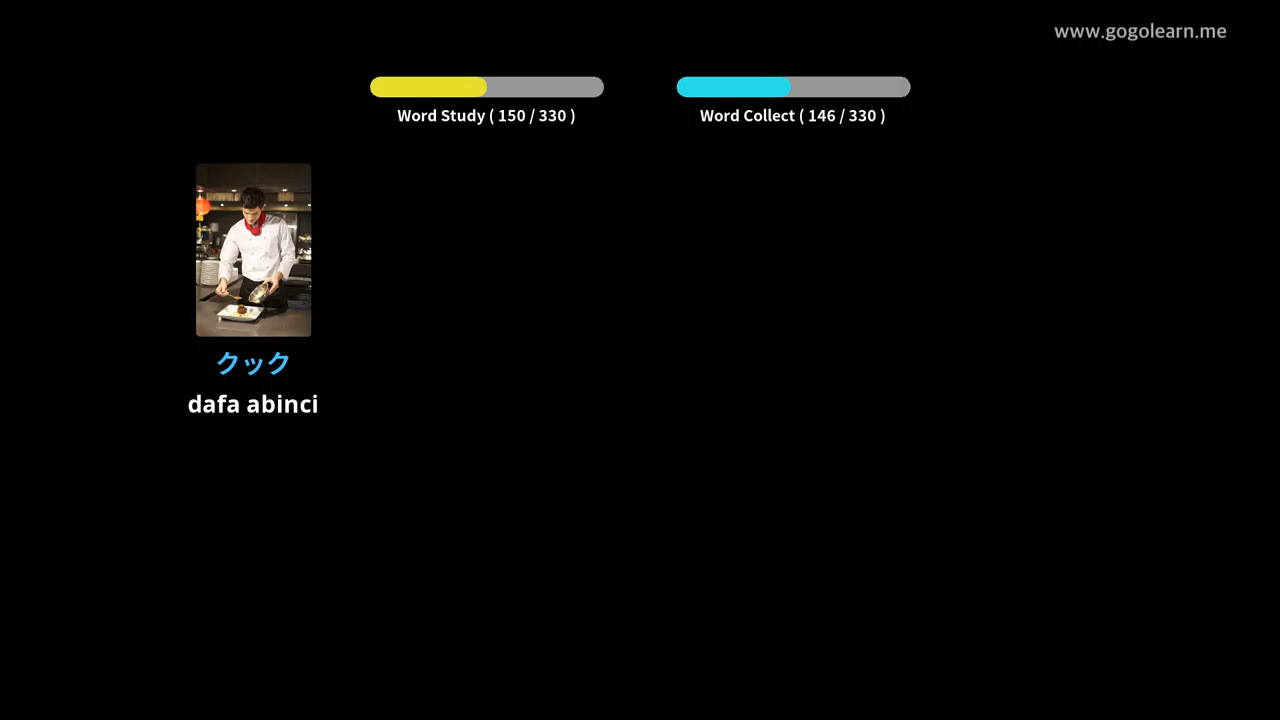 www.gogolearn.me
Word Study ( 150 / 330 )
Word Collect ( 146 / 330 )
クック
dafa abinci